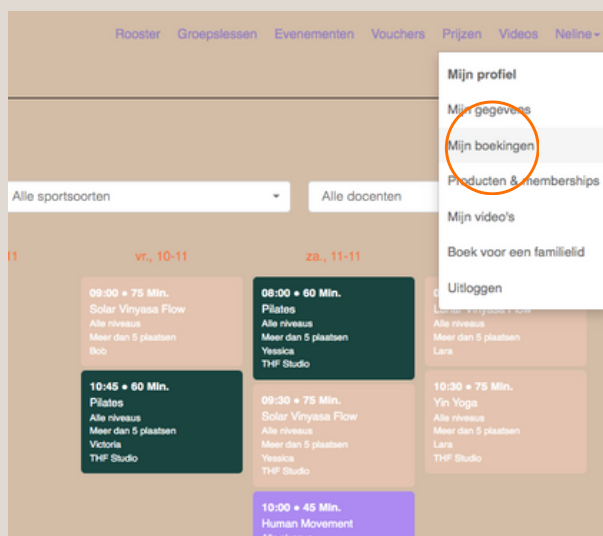 Rooster Groepslessen Evenementen Vouchers Prijzen Videos Neline
Mijn profiel
Mijn gegevens
Mijn boekingen
Producten & memberships
Mijn video's
Boek voor een familielid
Uitloggen
Alle sportsoorten
Alle docenten
11
vr., 10-11
za., 11-11
09:00 • 75 Min.
Solar Vinyasa Flow
Alle niveaus
Meer dan 5 plaatsen
Bob
10:45 • 60 Min.
Pilates
Alle niveaus
Meer dan 5 plaatsen
Victoria
THF Studio
08:00 • 60 Min.
Pilates
Alle niveaus
Meer dan 5 plaatsen
Yessica
THF Studio
09:30 • 75 Min.
Solar Vinyasa Flow
Alle niveaus
Meer dan 5 plaatsen
Yessica
THF Studio
10:00 • 45 Min.
Human Movement
Vinyasa Flow
Alle niveaus
Meer dan 5 plaatsen
Lara
10:30 • 75 Min.
Yin Yoga
Alle niveaus
Meer dan 5 plaatsen
Lara
THF Studio